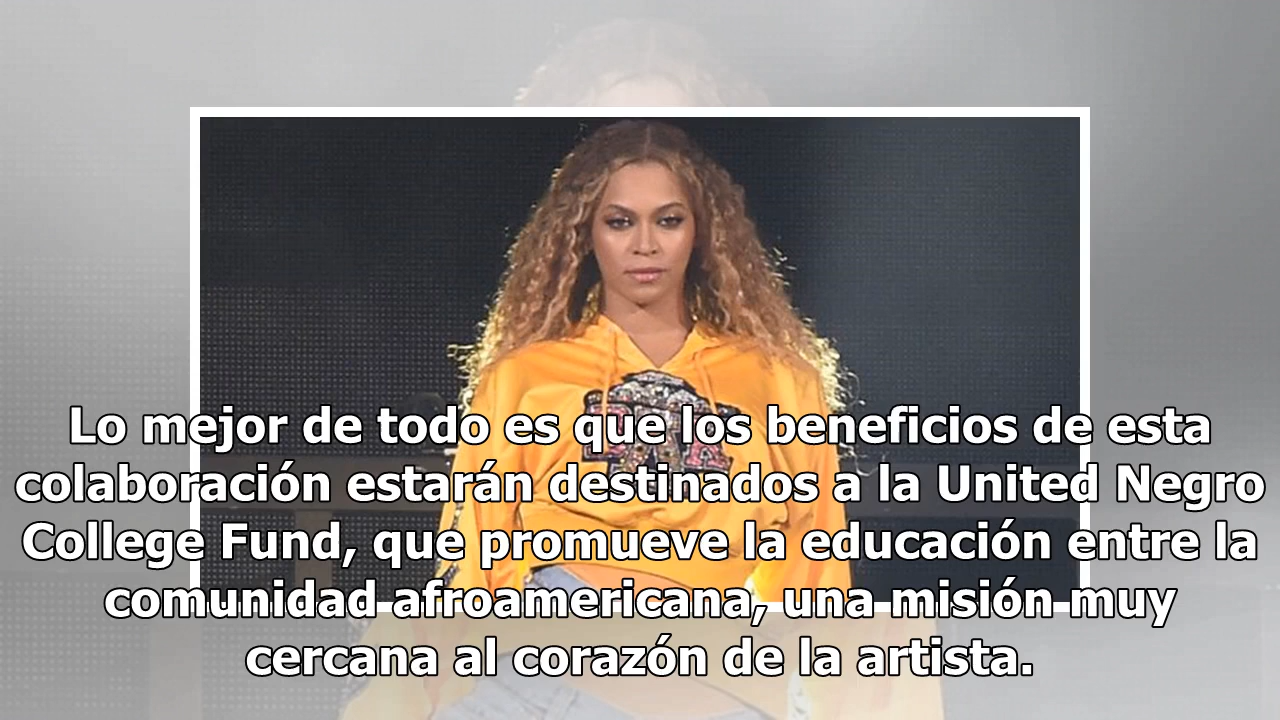 Lo mejor de todo es que los beneficios de esta
colaboración estarán destinados a la United Negro
College Fund, que promueve la educación entre la
comunidad afroamericana, una misión muy
cercana al corazón de la artista.